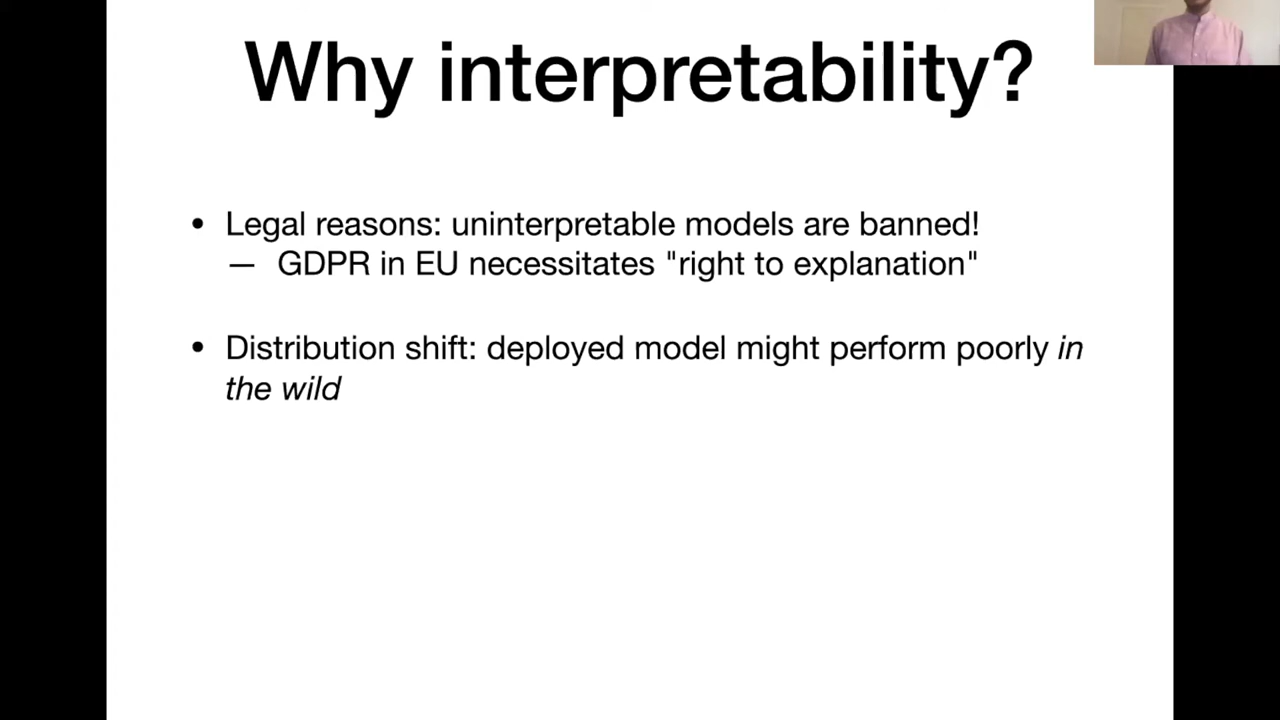 Why interpretability?
• Legal reasons: uninterpretable models are banned!
— GDPR in EU necessitates "right to explanation"
• Distribution shift: deployed model might perform poorly in
the wild